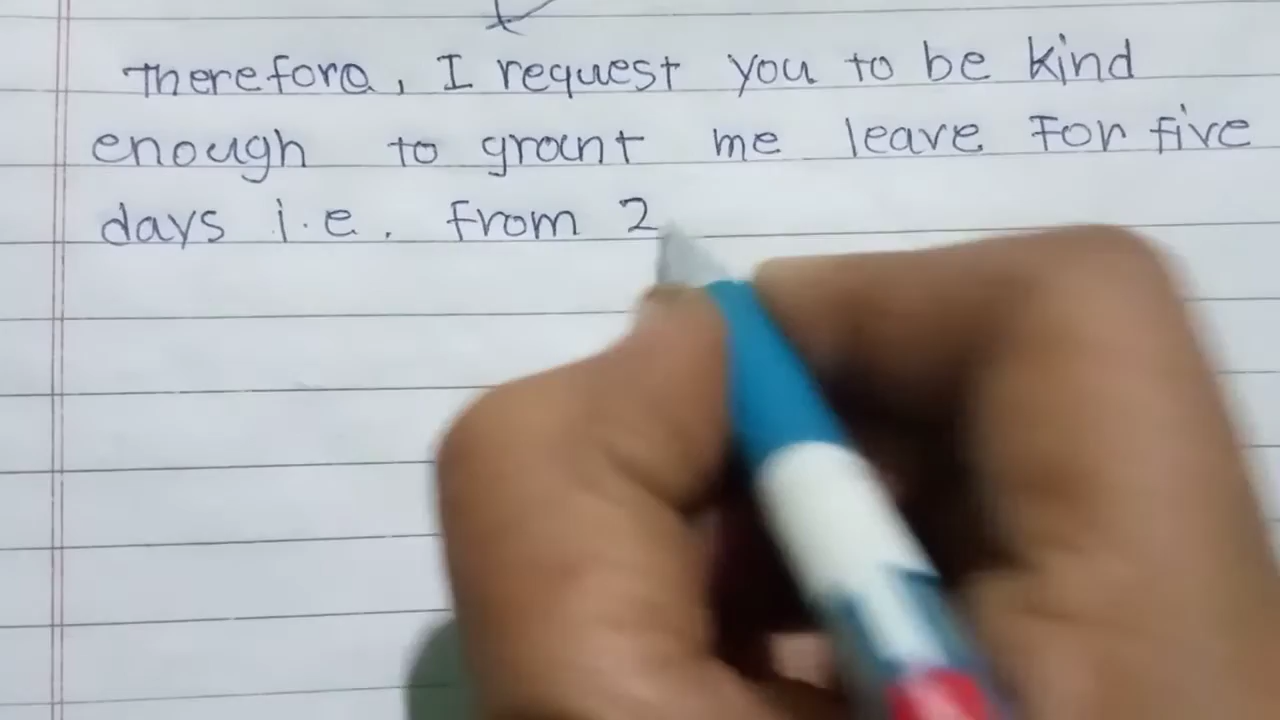 Therefore, I request you to be kind
enough to grant me leave For five
days i.e. From 2